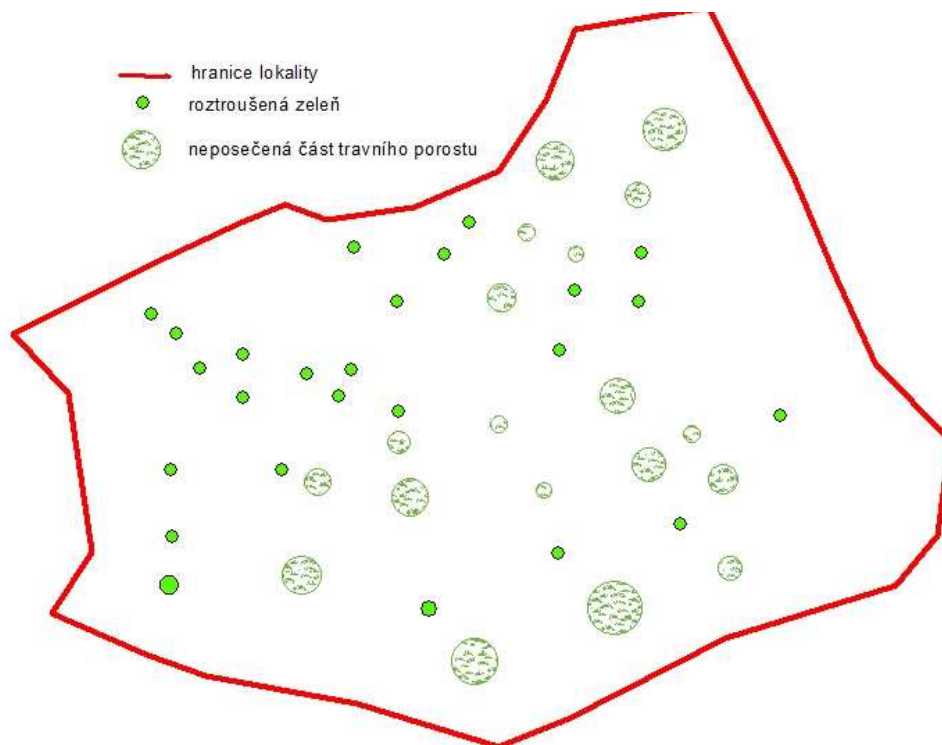 hranice lokality
roztroušená zeleň
neposečená část travního porostu